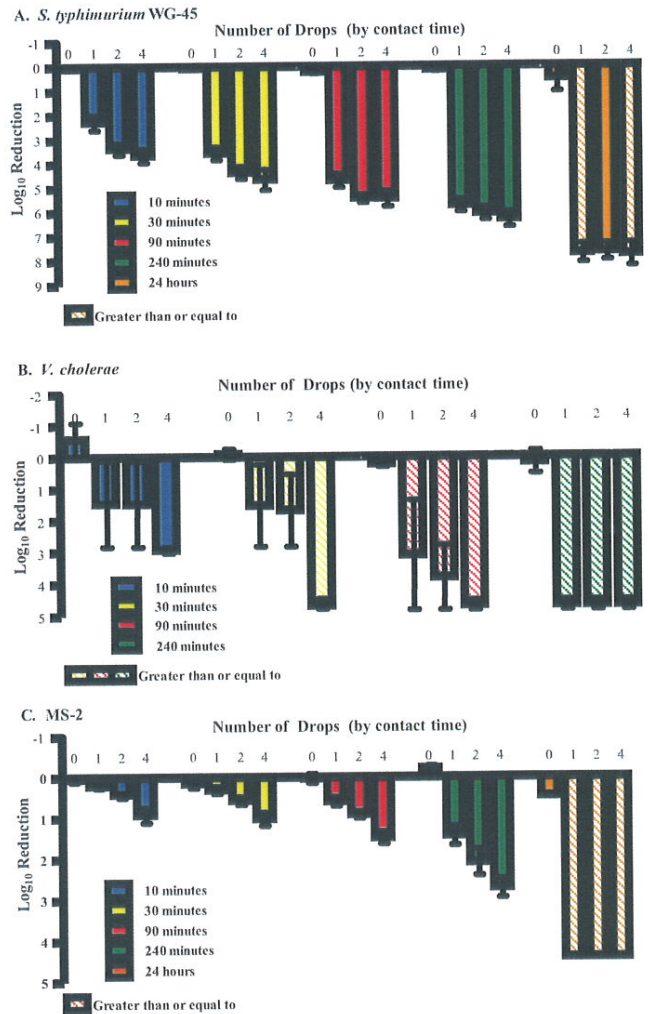 A. S. typhimurium WG-45
Number of Drops (by contact time)
0 1 2 4 0 1 2 4 0 1 2 4 0 1 2 4 0 1 2 4
Log10 Reduction
-1
0
1
2
3
4
5
6
7
8
9
10 minutes
30 minutes
90 minutes
240 minutes
24 hours
Greater than or equal to
B. V. cholerae
Number of Drops (by contact time)
0 1 2 4 0 1 2 4 0 1 2 4 0 1 2 4
Log10 Reduction
-2
-1
0
1
2
3
4
5
10 minutes
30 minutes
90 minutes
240 minutes
Greater than or equal to
C. MS-2
Number of Drops (by contact time)
0 1 2 4 0 1 2 4 0 1 2 4 0 1 2 4 0 1 2 4
Log10 Reduction
-1
0
1
2
3
4
5
10 minutes
30 minutes
90 minutes
240 minutes
24 hours
Greater than or equal to